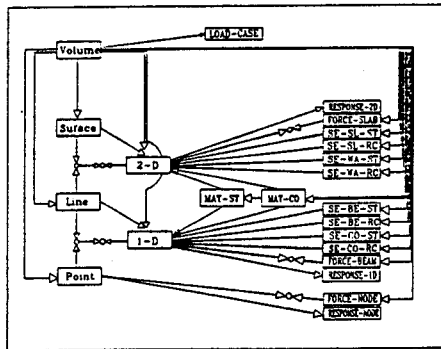 LOAD-CASE
Volume
RESPONSE-2D
FORCE-SLAB
Surface
SE-SL-ST
SE-SL-RC
2-D
SE-WA-ST
SE-WA-RC
MAT-ST
MAT-CO
Line
SE-BE-ST
SE-BE-RC
1-D
SE-CO-ST
SE-CO-RC
FORCE-BEAM
Point
RESPONSE-1D
FORCE-NODE
RESPONSE-NODE